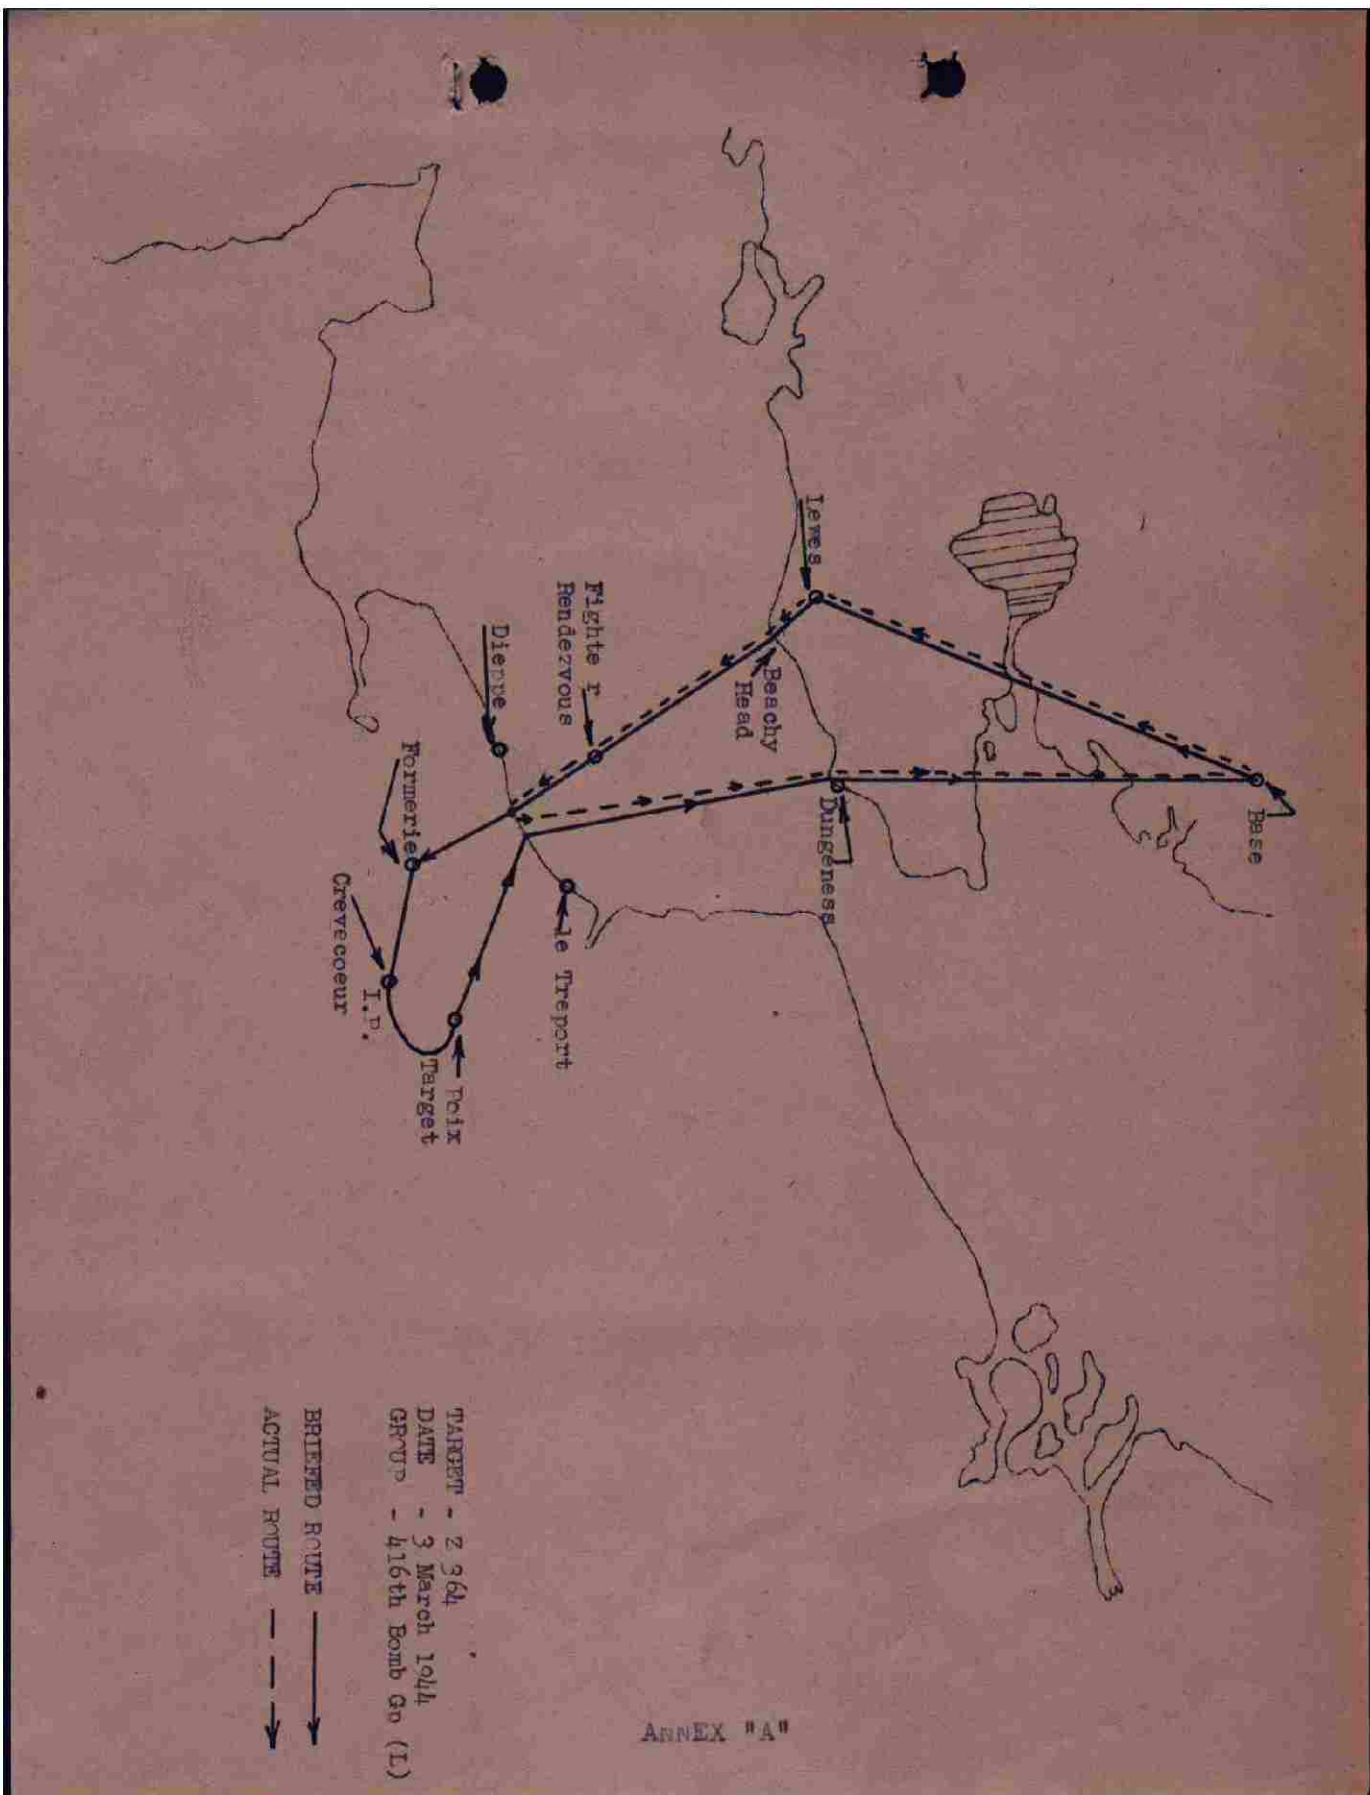 Base
Lewes
Beachy
Head
Dungeness
Fighte r
Rendezvous
Dieppe
le Treport
Formerie
Poix
Target
I.P.
Crevecoeur
TARGET - Z 364
DATE - 3 March 1944
GROUP - 416th Bomb Gp (L)
BRIEFED ROUTE
ACTUAL ROUTE
ANNEX "A"